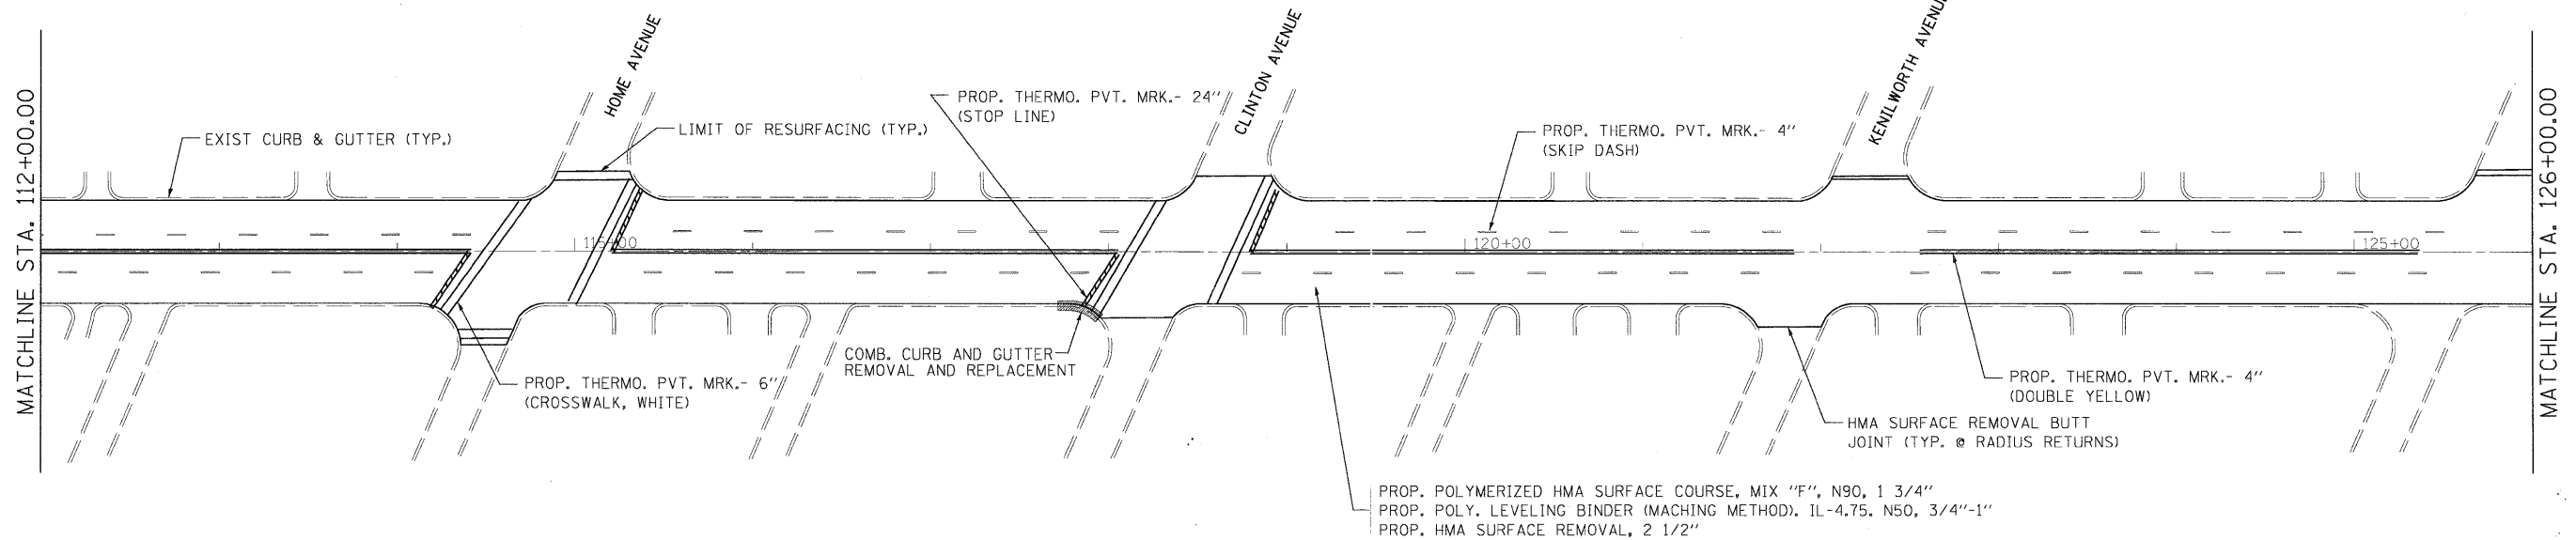 MATCHLINE STA. 112+00.00
EXIST CURB & GUTTER (TYP.)
HOME AVENUE
LIMIT OF RESURFACING (TYP.)
PROP. THERMO. PVT. MRK.- 24"
(STOP LINE)
CLINTON AVENUE
PROP. THERMO. PVT. MRK.- 4"
(SKIP DASH)
KENILWORTH AVENUE
MATCHLINE STA. 126+00.00
115+00
120+00
125+00
PROP. THERMO. PVT. MRK.- 6"
(CROSSWALK, WHITE)
COMB. CURB AND GUTTER
REMOVAL AND REPLACEMENT
PROP. THERMO. PVT. MRK.- 4"
(DOUBLE YELLOW)
HMA SURFACE REMOVAL BUTT
JOINT (TYP. @ RADIUS RETURNS)
PROP. POLYMERIZED HMA SURFACE COURSE, MIX "F", N90, 1 3/4"
PROP. POLY. LEVELING BINDER (MACHING METHOD). IL-4.75. N50, 3/4"-1"
PROP. HMA SURFACE REMOVAL, 2 1/2"